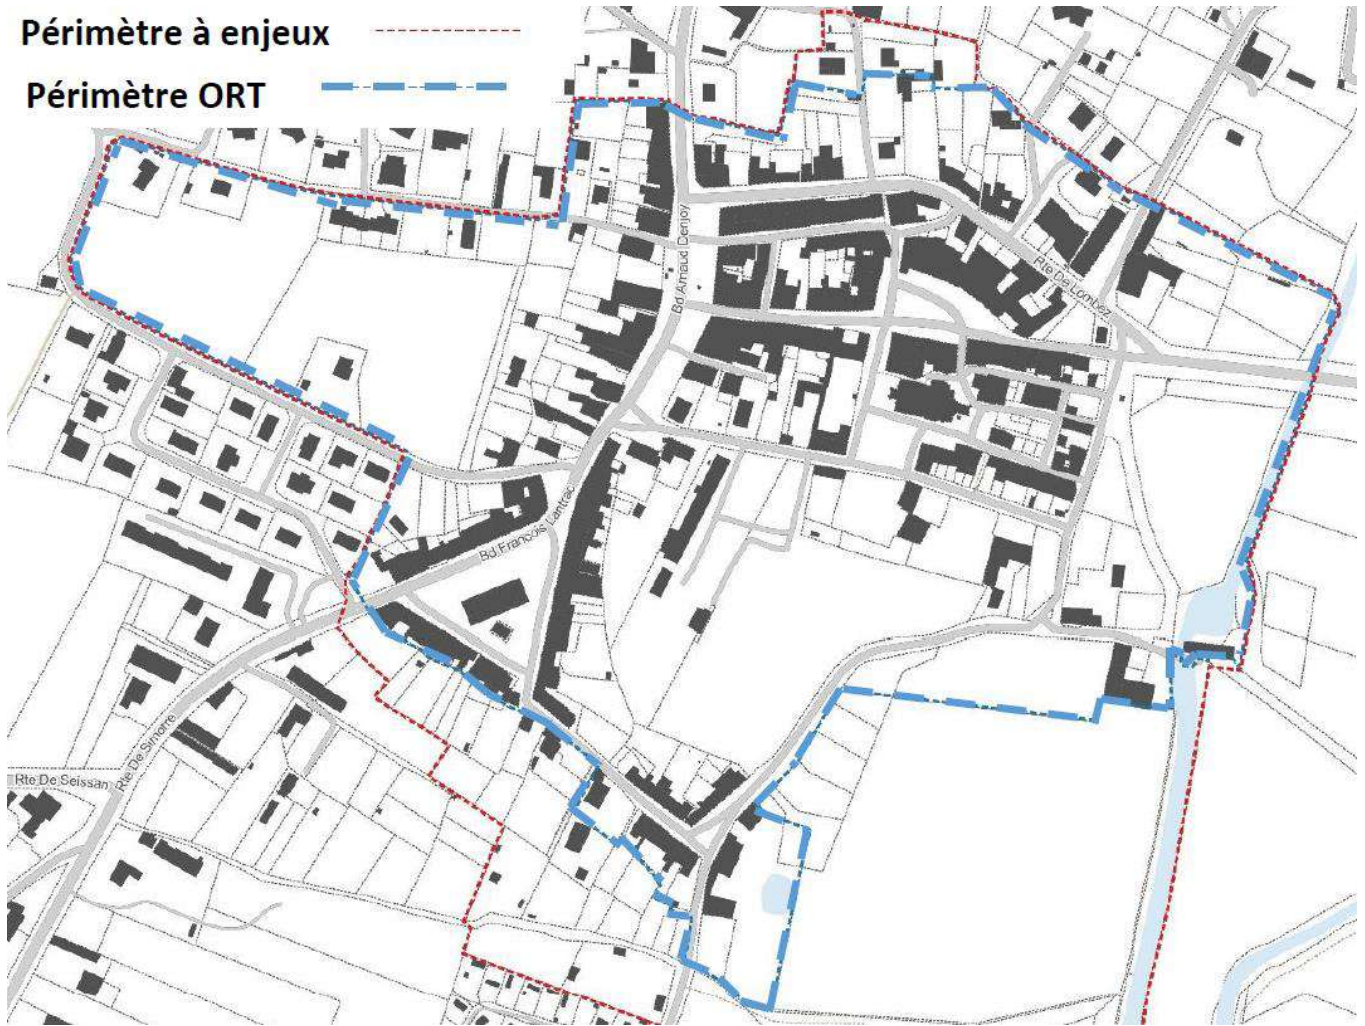 Périmètre à enjeux
Périmètre ORT
Bd Arnaud Denjoy
Rte De Lombez
Bd François Lantrac
Rte De Simorre
Rte De Seissan